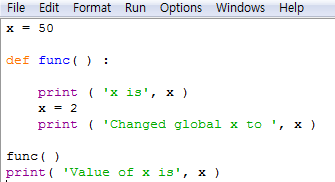 File Edit Format Run Options Windows Help
x = 50
def func( ) :
print ( 'x is', x )
x = 2
print ( 'Changed global x to ', x )
func( )
print( 'Value of x is', x )